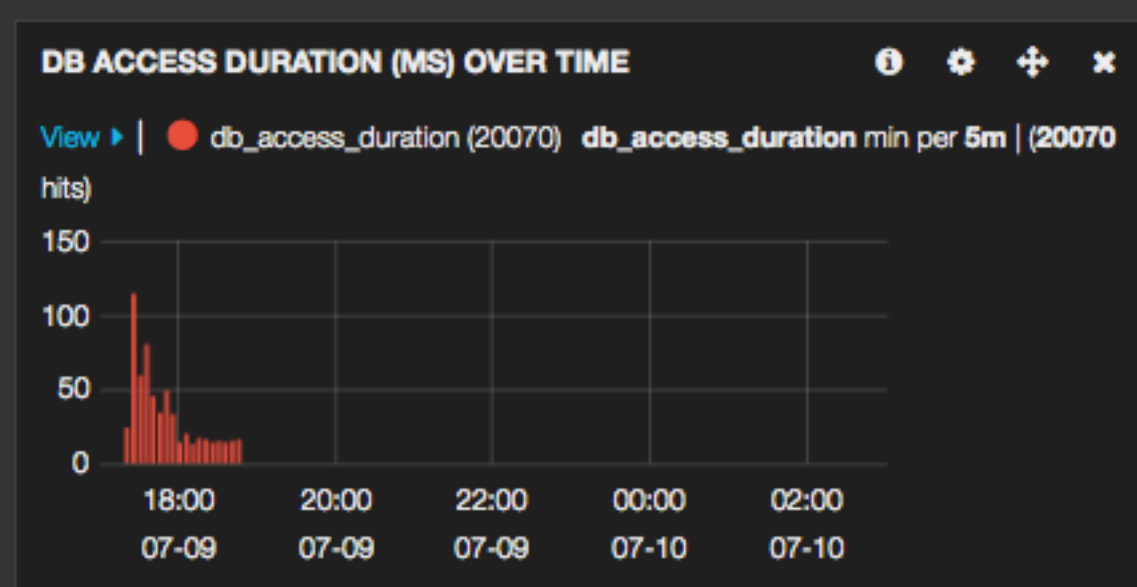 DB ACCESS DURATION (MS) OVER TIME
View | db_access_duration (20070) db_access_duration min per 5m | (20070
hits)
150
100
50
0
18:00 20:00 22:00 00:00 02:00
07-09 07-09 07-09 07-10 07-10